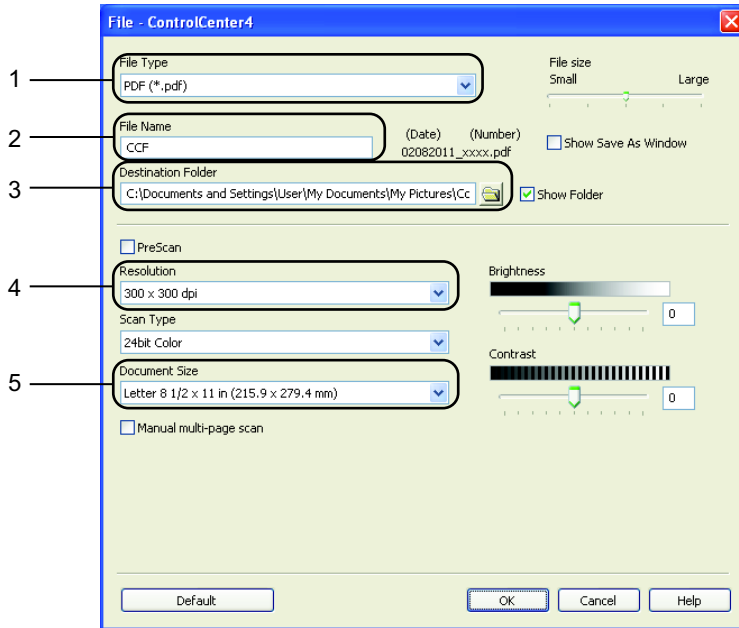 File - ControlCenter4
1
File Type
PDF (*.pdf)
File size
Small Large
2
File Name
CCF
(Date) (Number)
02082011_xxxx.pdf
Show Save As Window
3
Destination Folder
C:\Documents and Settings\User\My Documents\My Pictures\Cc
Show Folder
PreScan
4
Resolution
300 x 300 dpi
Brightness
0
Scan Type
24bit Color
Contrast
0
5
Document Size
Letter 8 1/2 x 11 in (215.9 x 279.4 mm)
Manual multi-page scan
Default OK Cancel Help